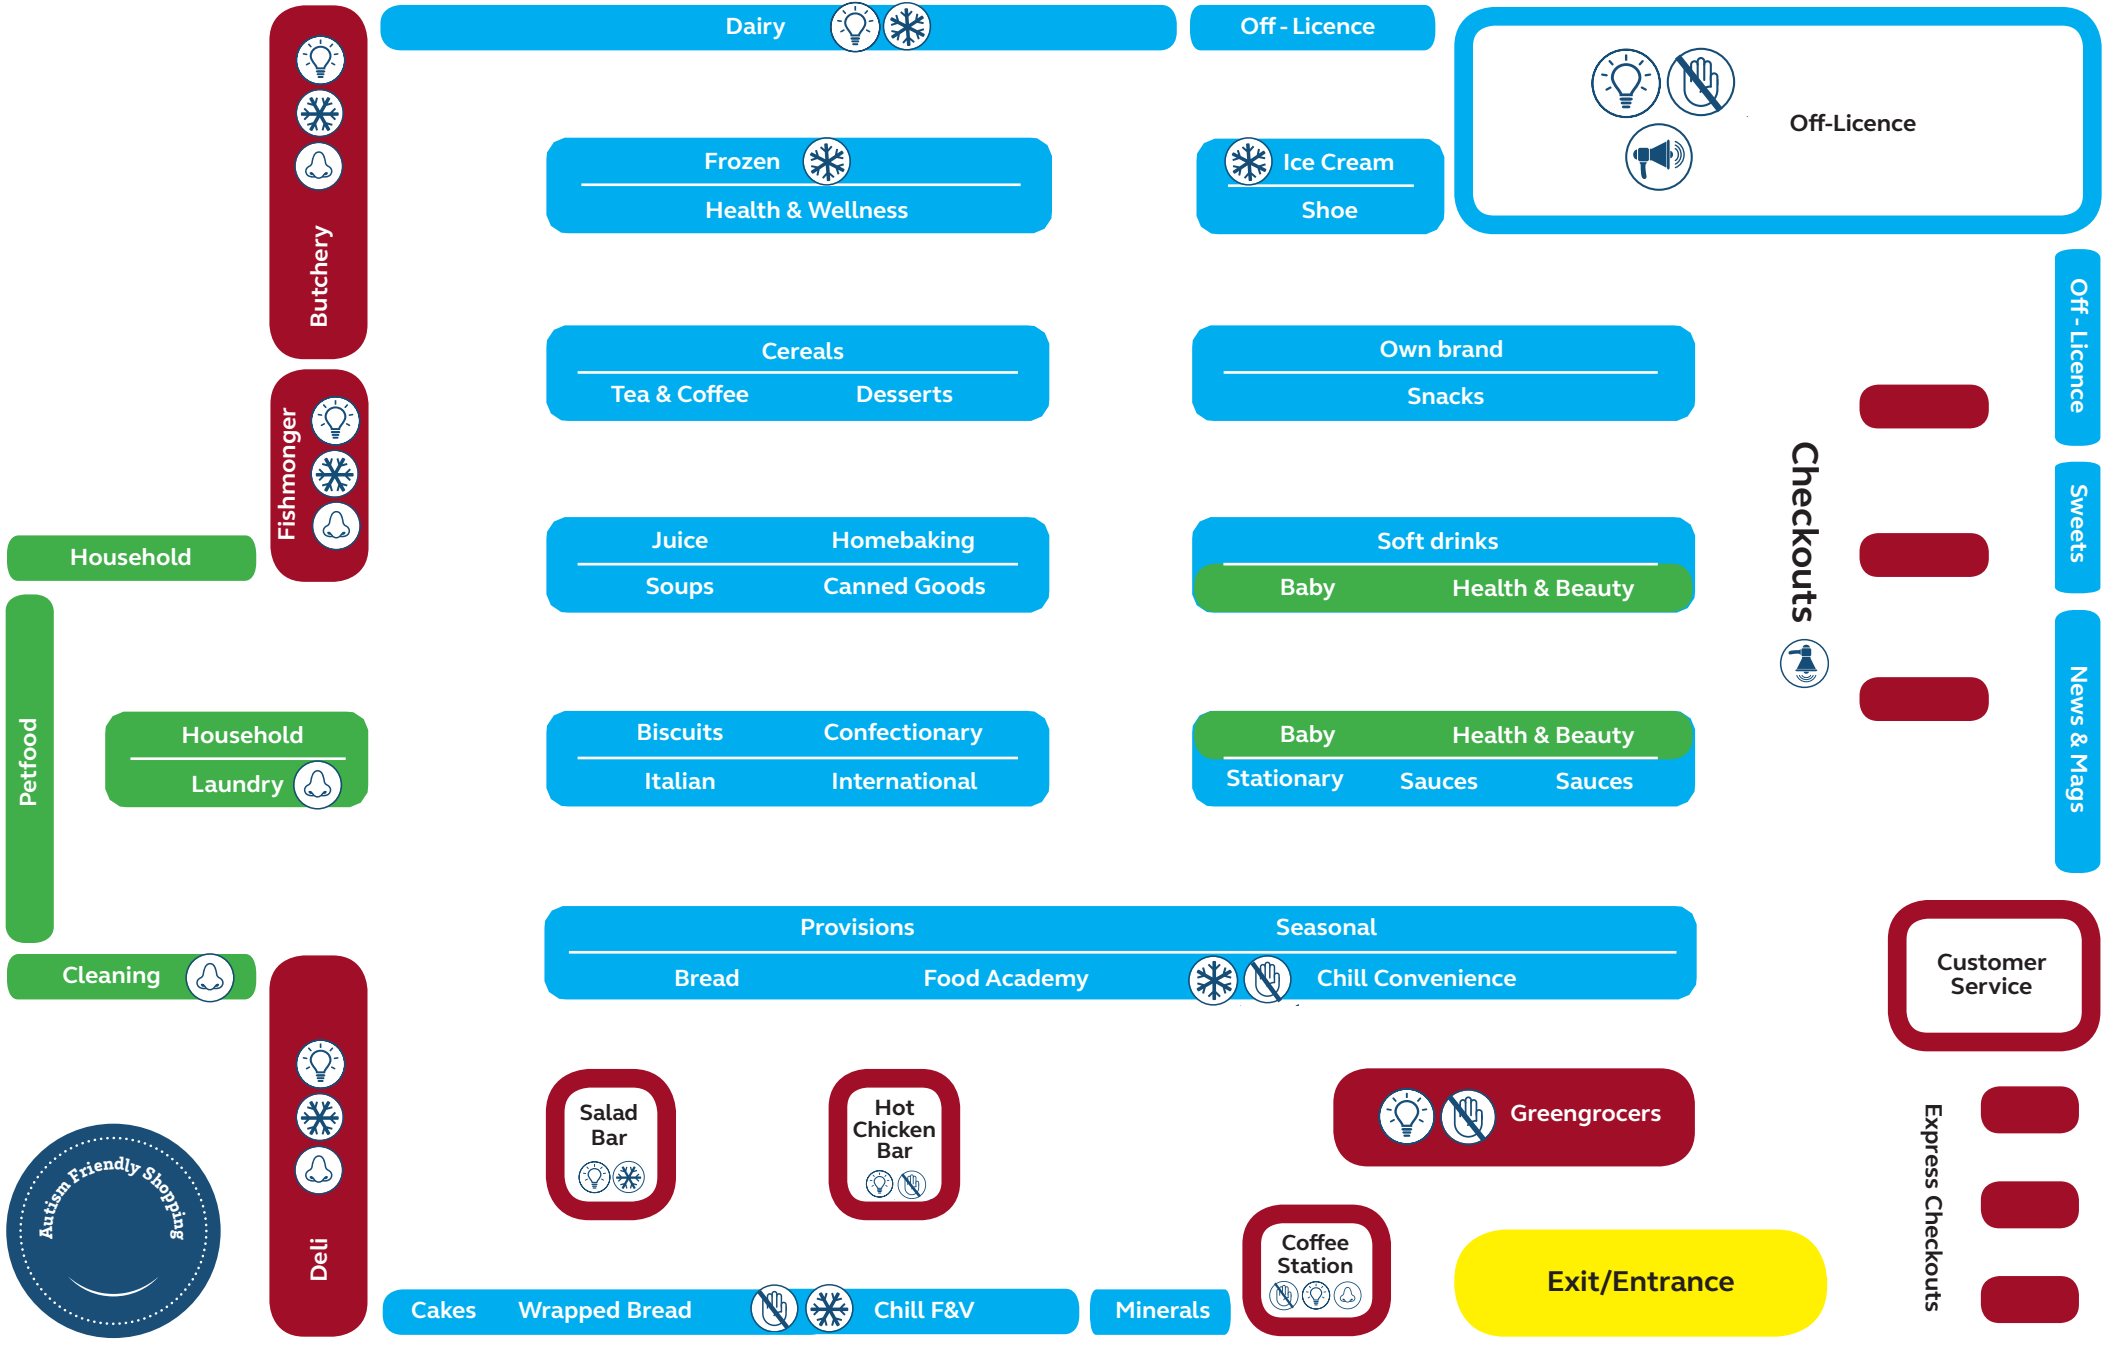 Dairy
Off - Licence
Off-Licence
Butchery
Frozen
Health & Wellness
Ice Cream
Shoe
Off - Licence
Cereals
Tea & Coffee Desserts
Own brand
Snacks
Fishmonger
Checkouts
Sweets
Household
Juice Homebaking
Soups Canned Goods
Soft drinks
Baby Health & Beauty
Petfood
Household
Laundry
Biscuits Confectionary
Italian International
Baby Health & Beauty
Stationary Sauces Sauces
News & Mags
Provisions Seasonal
Bread Food Academy Chill Convenience
Cleaning
Customer
Service
Deli
Salad
Bar
Hot
Chicken
Bar
Greengrocers
Express Checkouts
Autism Friendly Shopping
Coffee
Station
Exit/Entrance
Cakes Wrapped Bread Chill F&V
Minerals